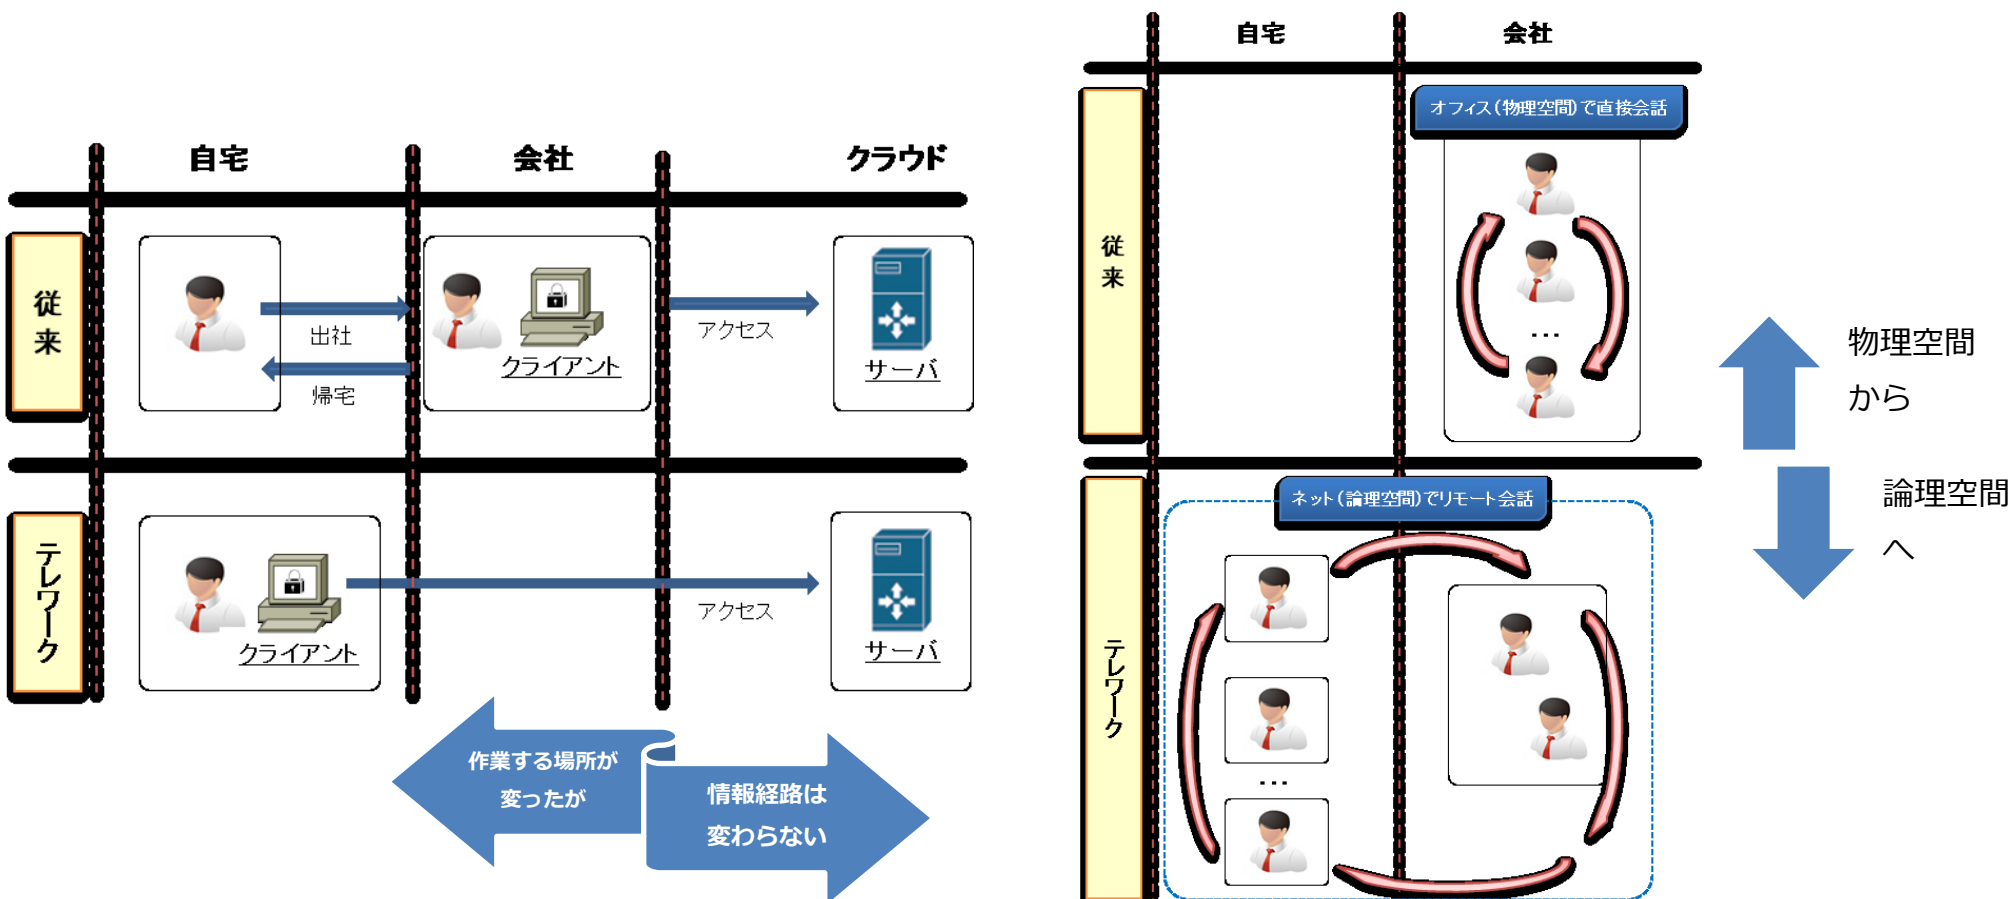 自宅
会社
クラウド
従来
出社
帰宅
クライアント
アクセス
サーバ
テレワーク
クライアント
アクセス
サーバ
作業する場所が
変ったが
情報経路は
変わらない
自宅
会社
従来
オフィス(物理空間)で直接会話
...
物理空間
から
論理空間
へ
テレワーク
ネット(論理空間)でリモート会話
...